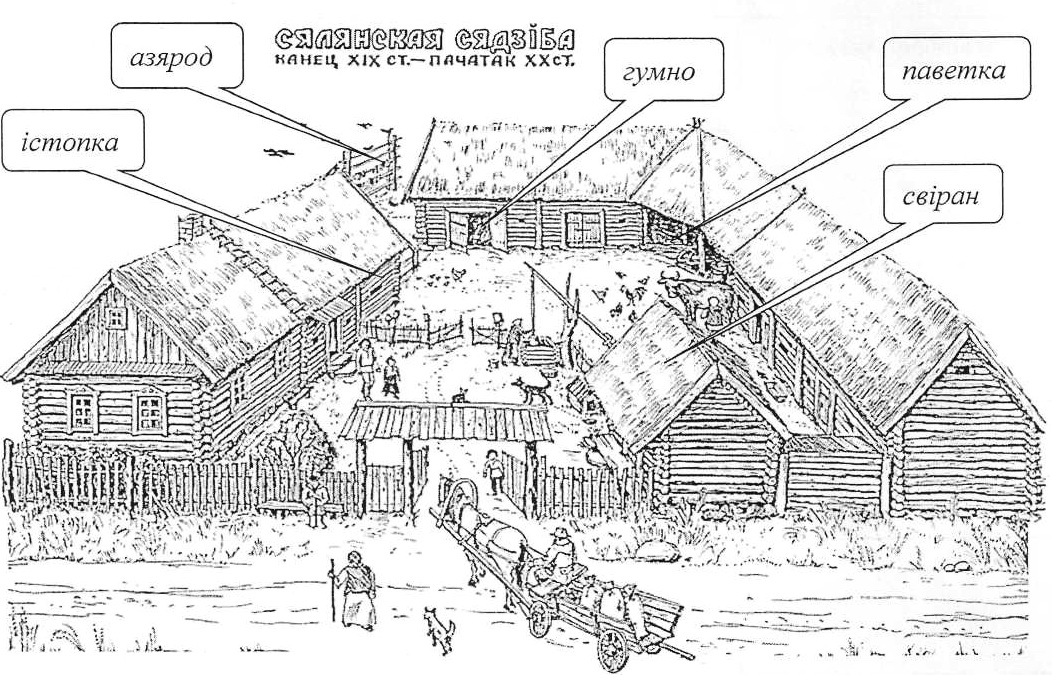 СЯЛЯНСКАЯ СЯДЗІБА
КАНЕЦ XIX СТ.—ПАЧАТАК XX СТ.
азярод
гумно
паветка
істопка
свіран